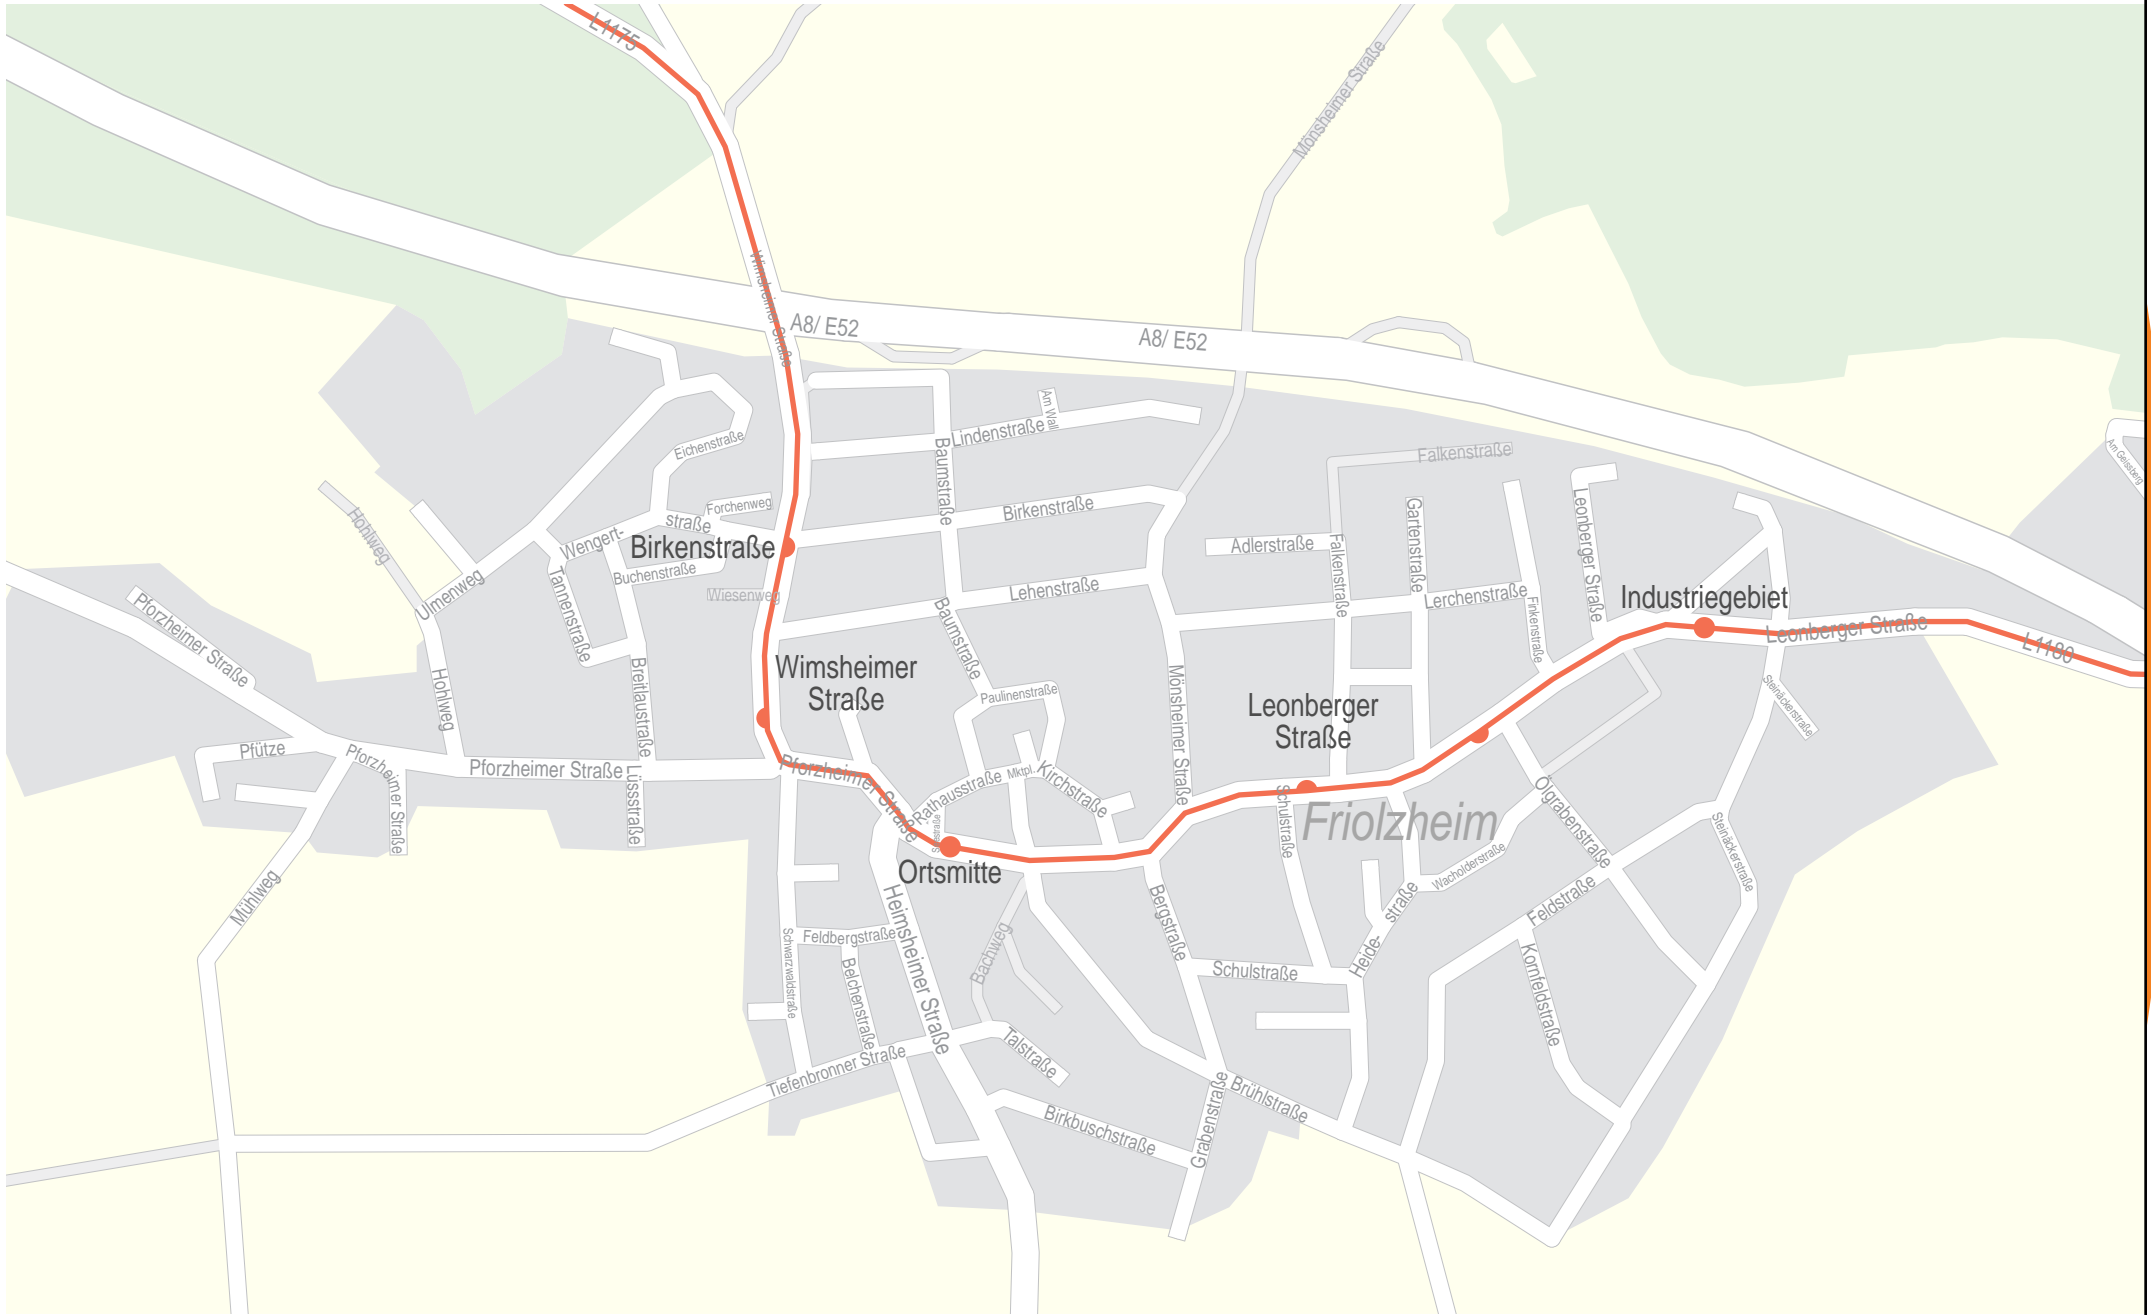 L1175
Mönsheimer Straße
Wimsheimer Straße
A8/ E52
A8/ E52
Am Wall
Lindenstraße
Baumstraße
Eichenstraße
Falkenstraße
Am Geissberg
Forchenweg
Birkenstraße
Hohlweg
straße
Wengert-
Birkenstraße
Adlerstraße
Gartenstraße
Leonberger Straße
Buchenstraße
Tannenstraße
Ulmenweg
Wiesenweg
Lehenstraße
Falkenstraße
Lerchenstraße
Finkenstraße
Industriegebiet
Leonberger Straße
L1180
Pforzheimer Straße
Baumstraße
Hohlweg
Breitlaustraße
Wimsheimer
Straße
Paulinenstraße
Mönsheimer Straße
Leonberger
Straße
Steinäckerstraße
Pfütze
Pforzheimer Straße
Pforzheimer Straße
Lüssstraße
Pforzheimer Straße
Rathausstraße
Mktpl.
Kirchstraße
Schulstraße
Friolzheim
Ölgrabenstraße
Steinäckerstraße
Ortsmitte
Wacholderstraße
Mühlweg
Heimsheimer Straße
Bergstraße
Heide-
straße
Feldstraße
Schwarzwaldstraße
Feldbergstraße
Belchenstraße
Bachweg
Schulstraße
Kornfeldstraße
Talstraße
Tiefenbronner Straße
Birkbuschstraße
Grabenstraße
Brühlstraße